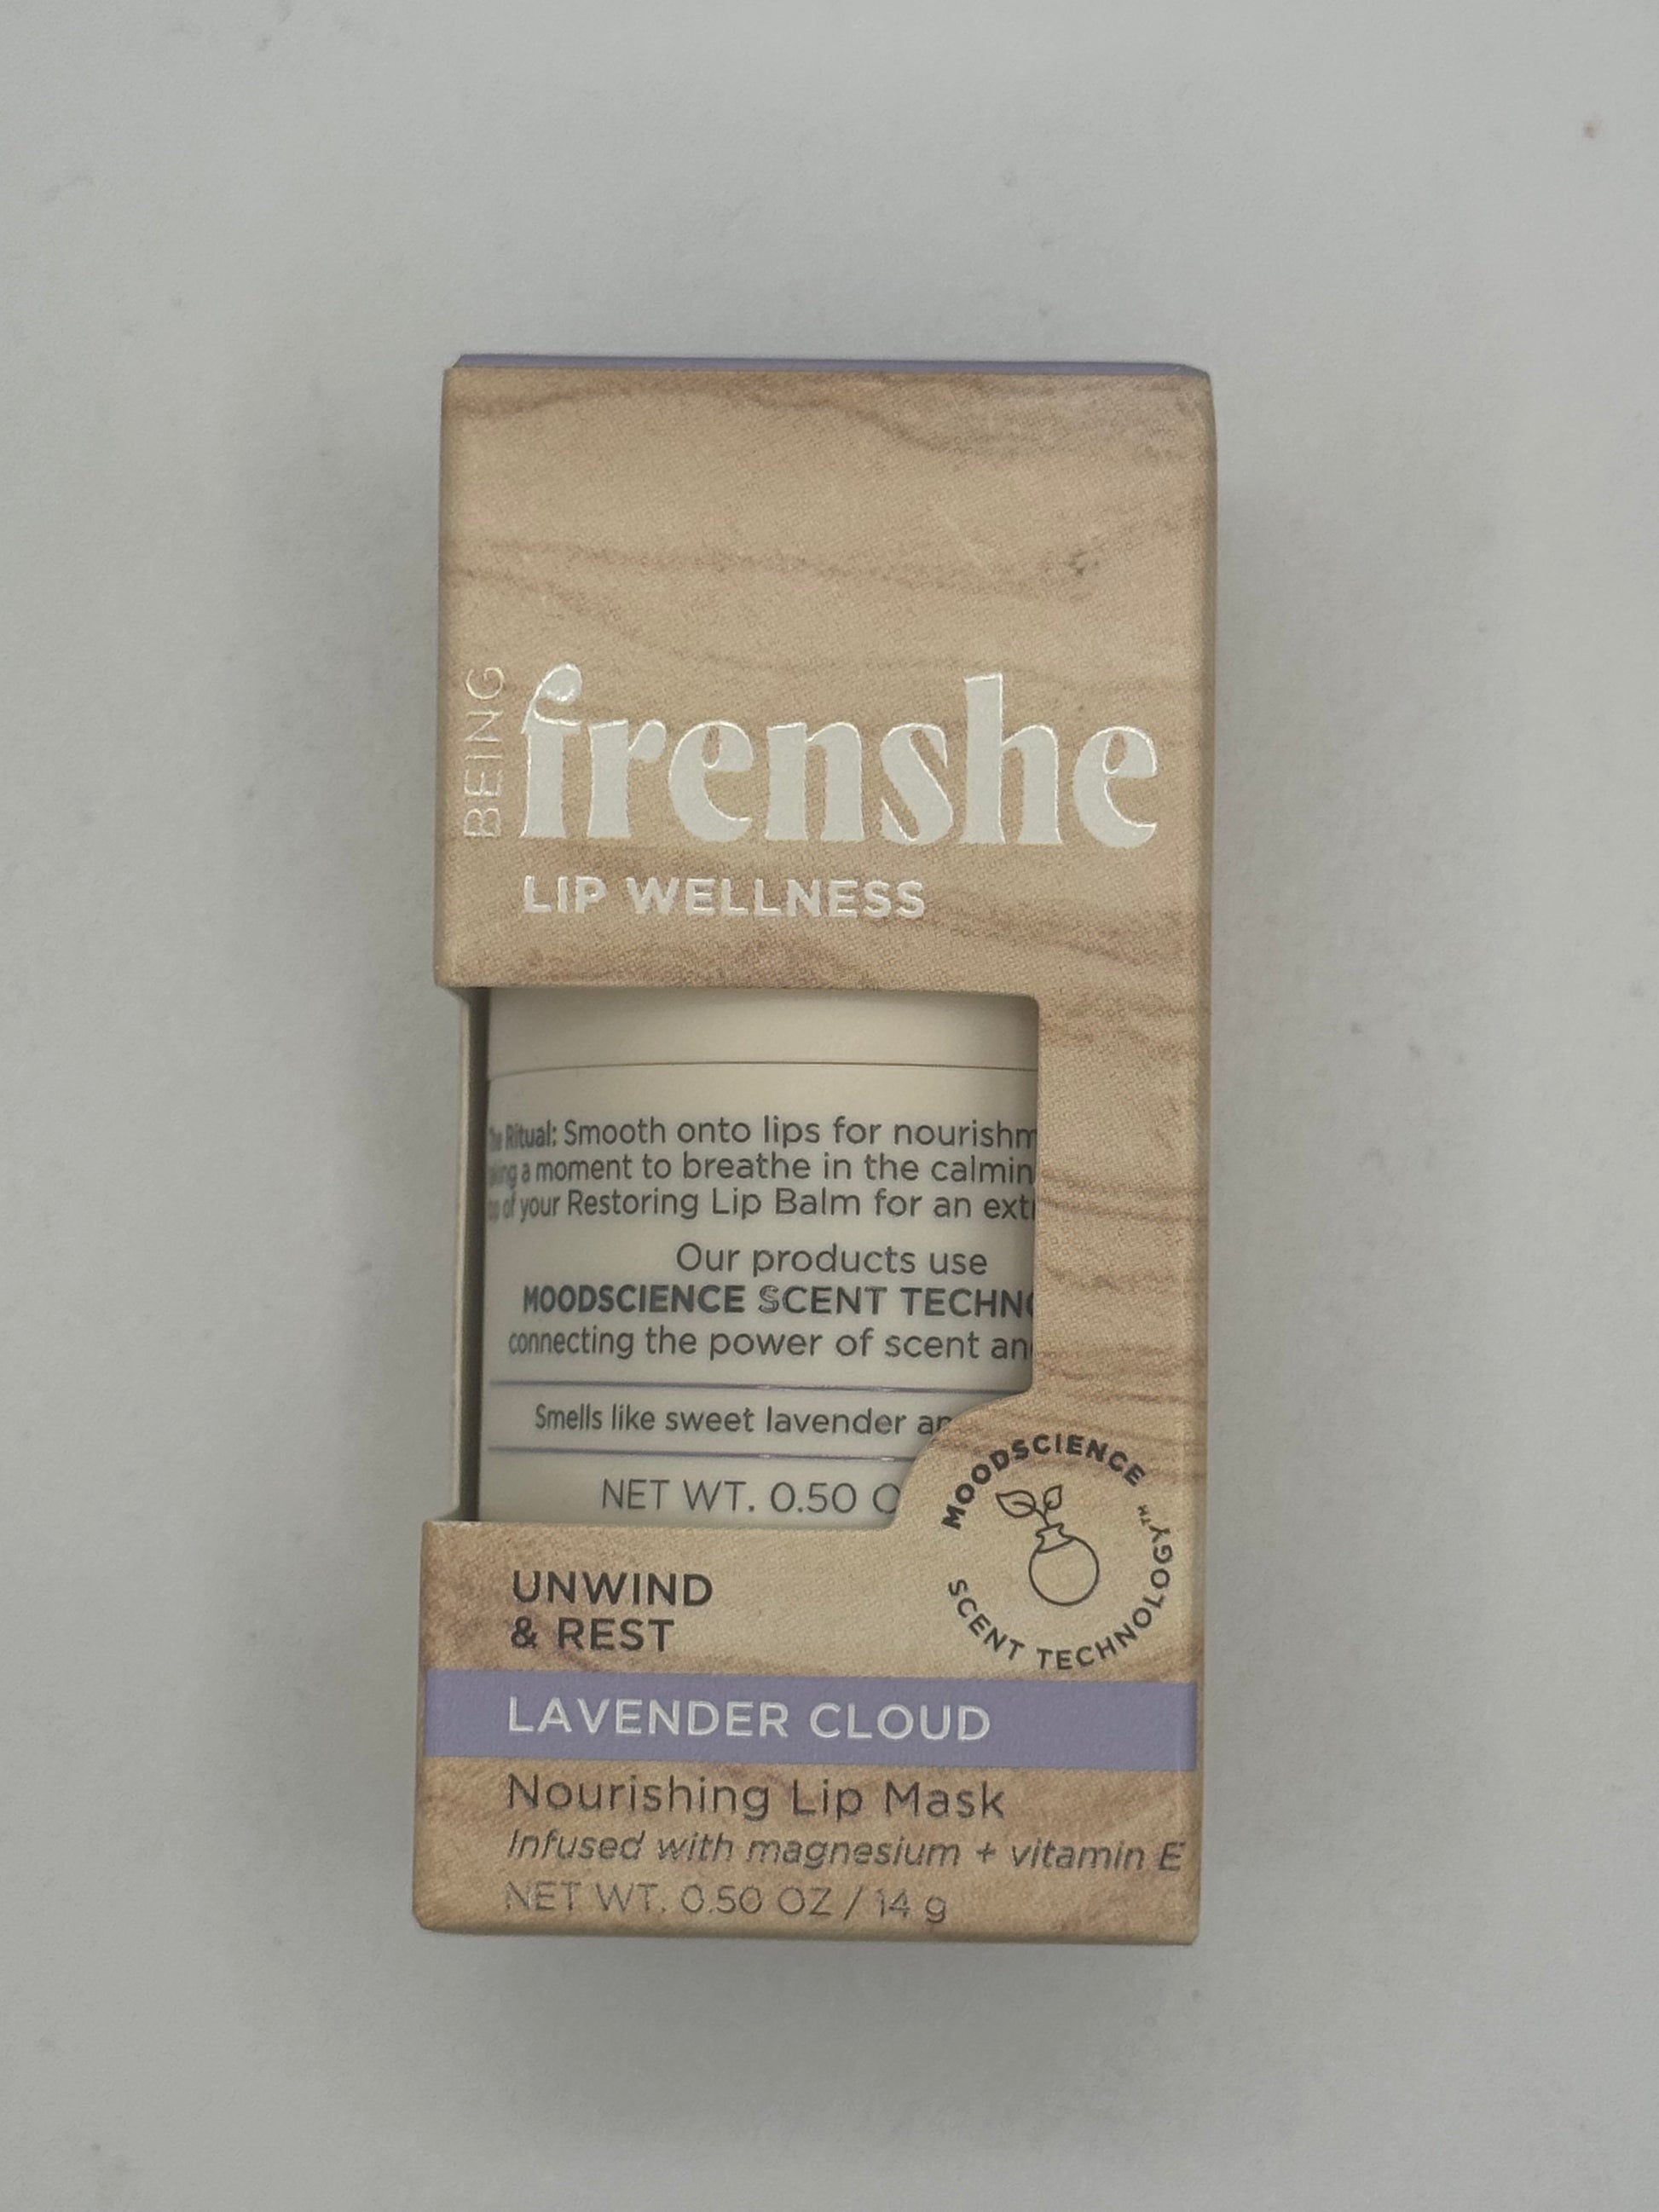 BEING
frenshe
LIP WELLNESS
Ritual: Smooth onto lips for nourishm
a moment to breathe in the calmin
of your Restoring Lip Balm for an ext
Our products use
MOODSCIENCE SCENT TECHNO
connecting the power of scent an
Smells like sweet lavender an
NET WT. 0.50 O
MOODSCIENCE
SCENT TECHNOLOGY™
UNWIND
& REST
LAVENDER CLOUD
Nourishing Lip Mask
Infused with magnesium + vitamin E
NET WT. 0.50 OZ / 14 g